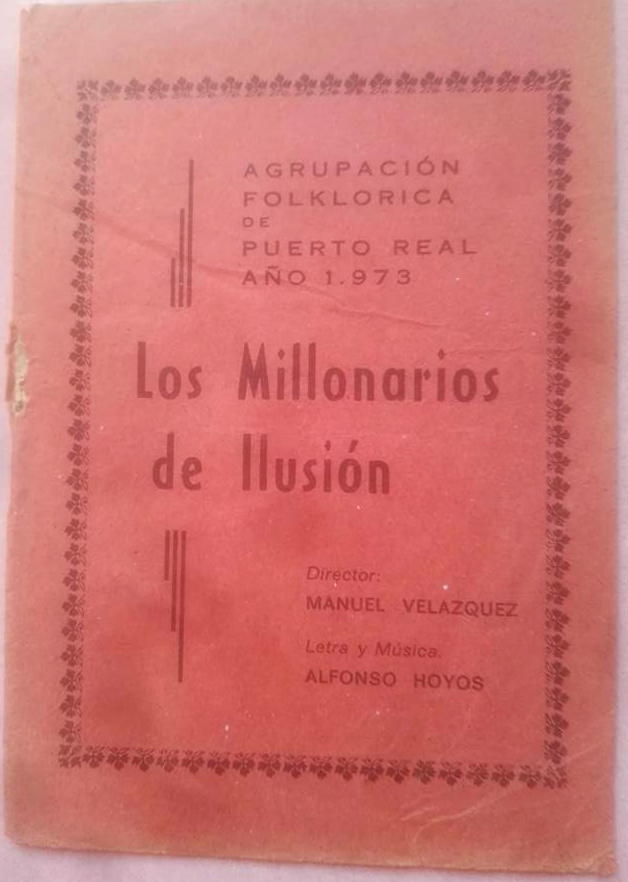 AGRUPACIÓN
FOLKLORICA
DE
PUERTO REAL
AÑO 1.973
Los Millonarios
de Ilusión
Director:
MANUEL VELAZQUEZ
Letra y Música.
ALFONSO HOYOS